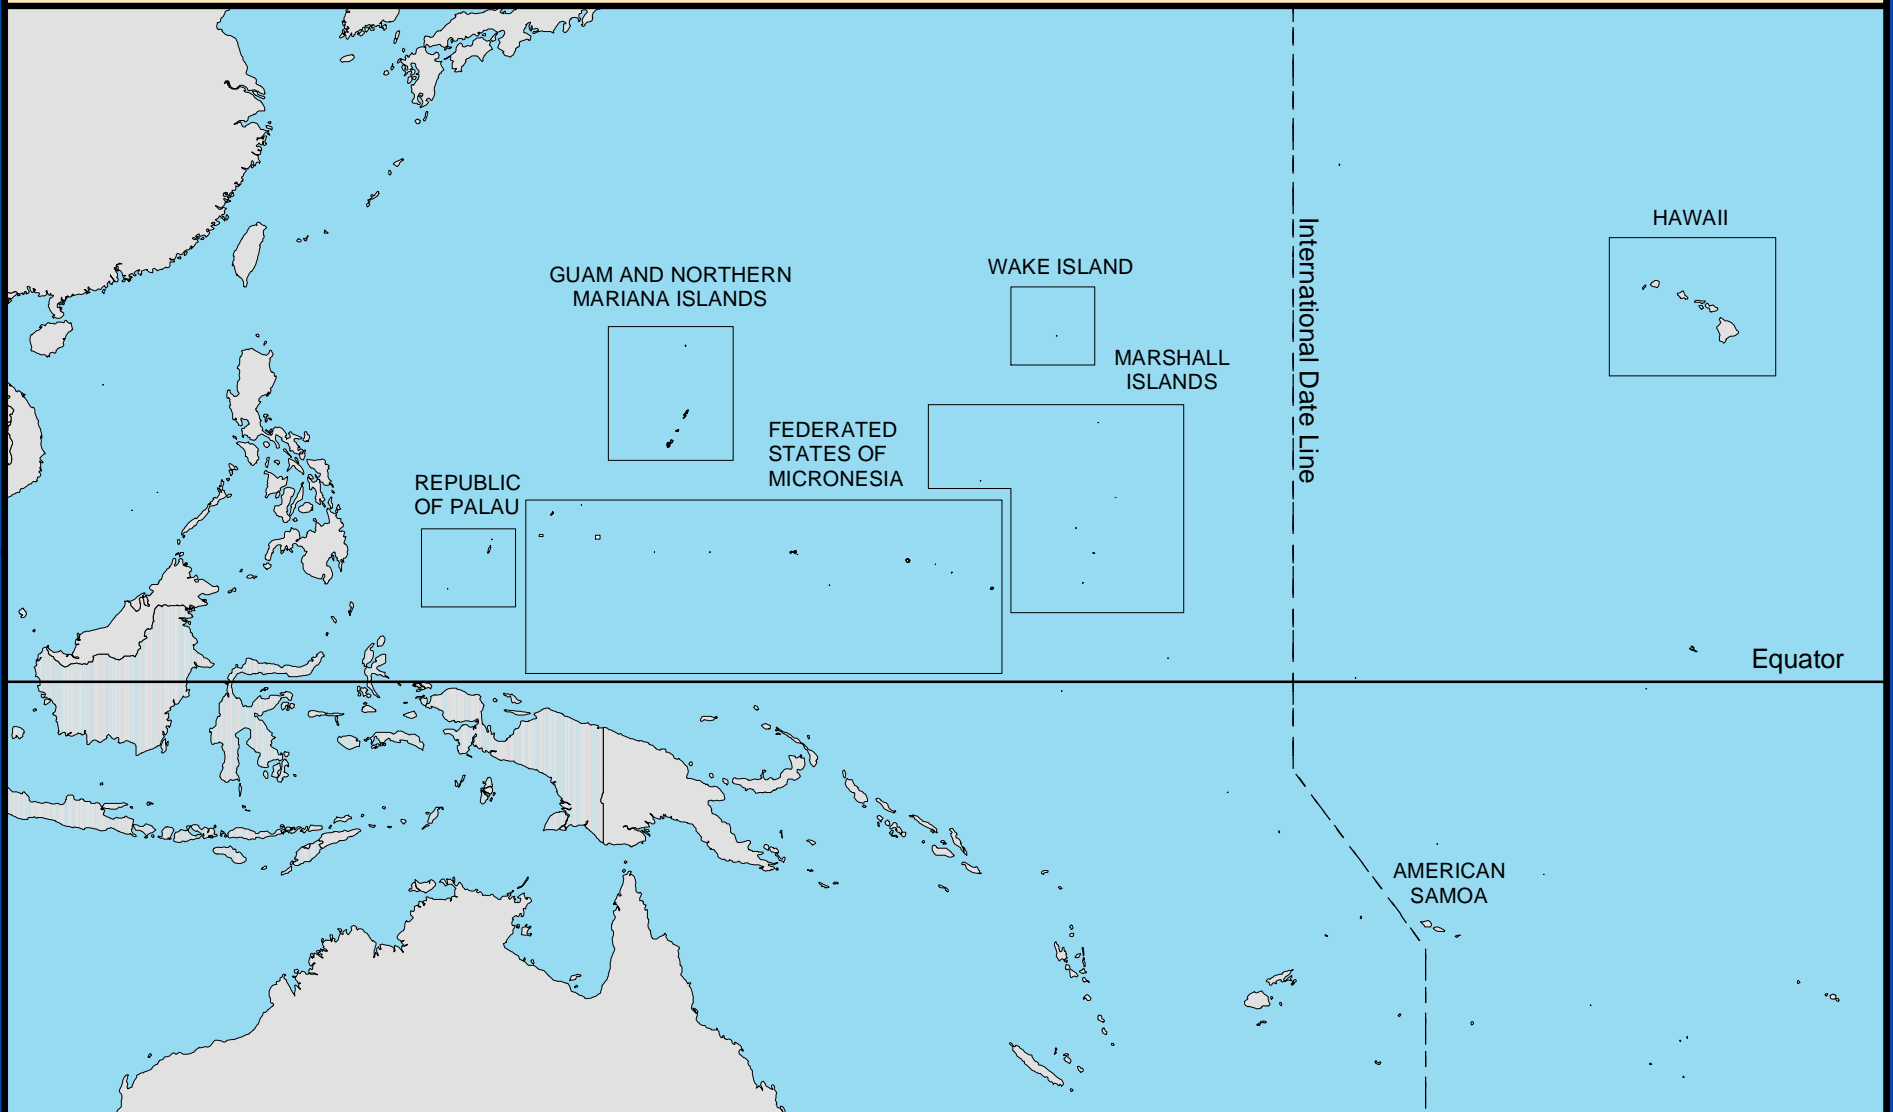 HAWAII
GUAM AND NORTHERN
MARIANA ISLANDS
WAKE ISLAND
International Date Line
MARSHALL
ISLANDS
FEDERATED
STATES OF
MICRONESIA
REPUBLIC
OF PALAU
Equator
AMERICAN
SAMOA